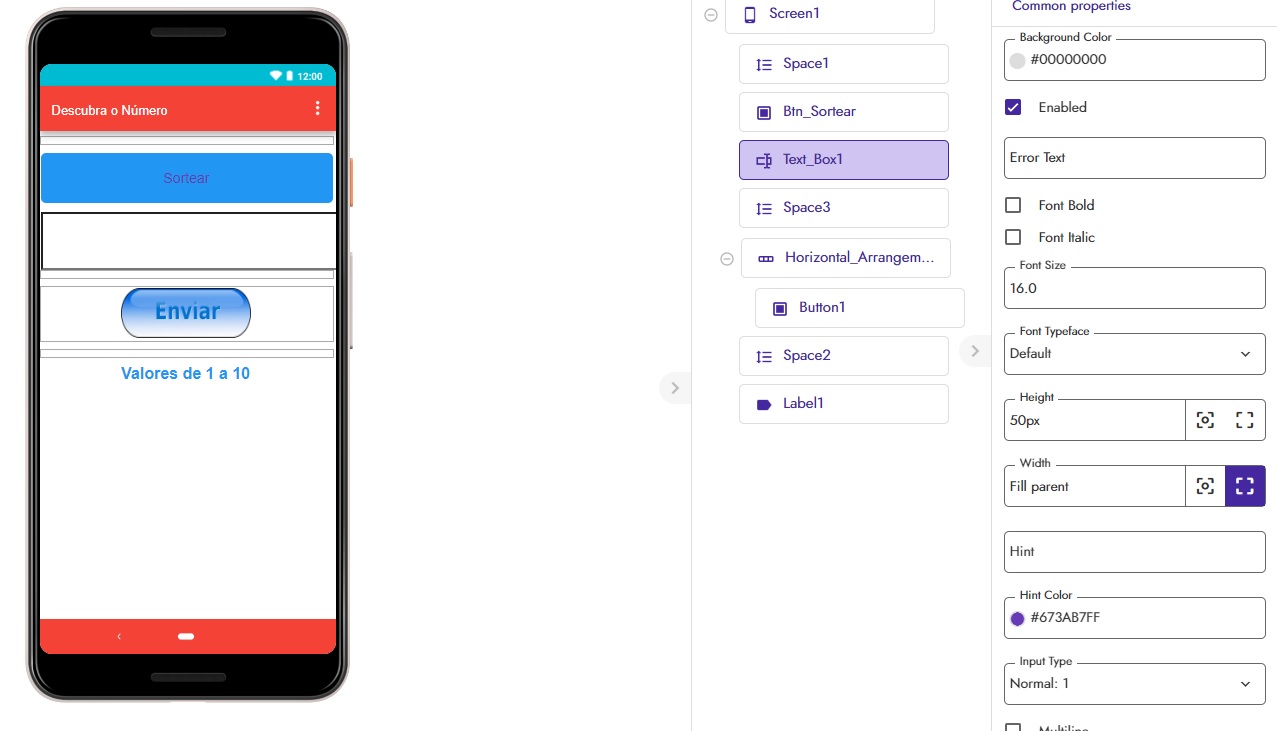 12:00
Descubra o Número
Sortear
Enviar
Valores de 1 a 10
Screen1
Space1
Btn_Sortear
Text_Box1
Space3
Horizontal_Arrangem...
Button1
Space2
Label1
Common properties
Background Color
#00000000
Enabled
Error Text
Font Bold
Font Italic
Font Size
16.0
Font Typeface
Default
Height
50px
Width
Fill parent
Hint
Hint Color
#673AB7FF
Input Type
Normal: 1
Multiline